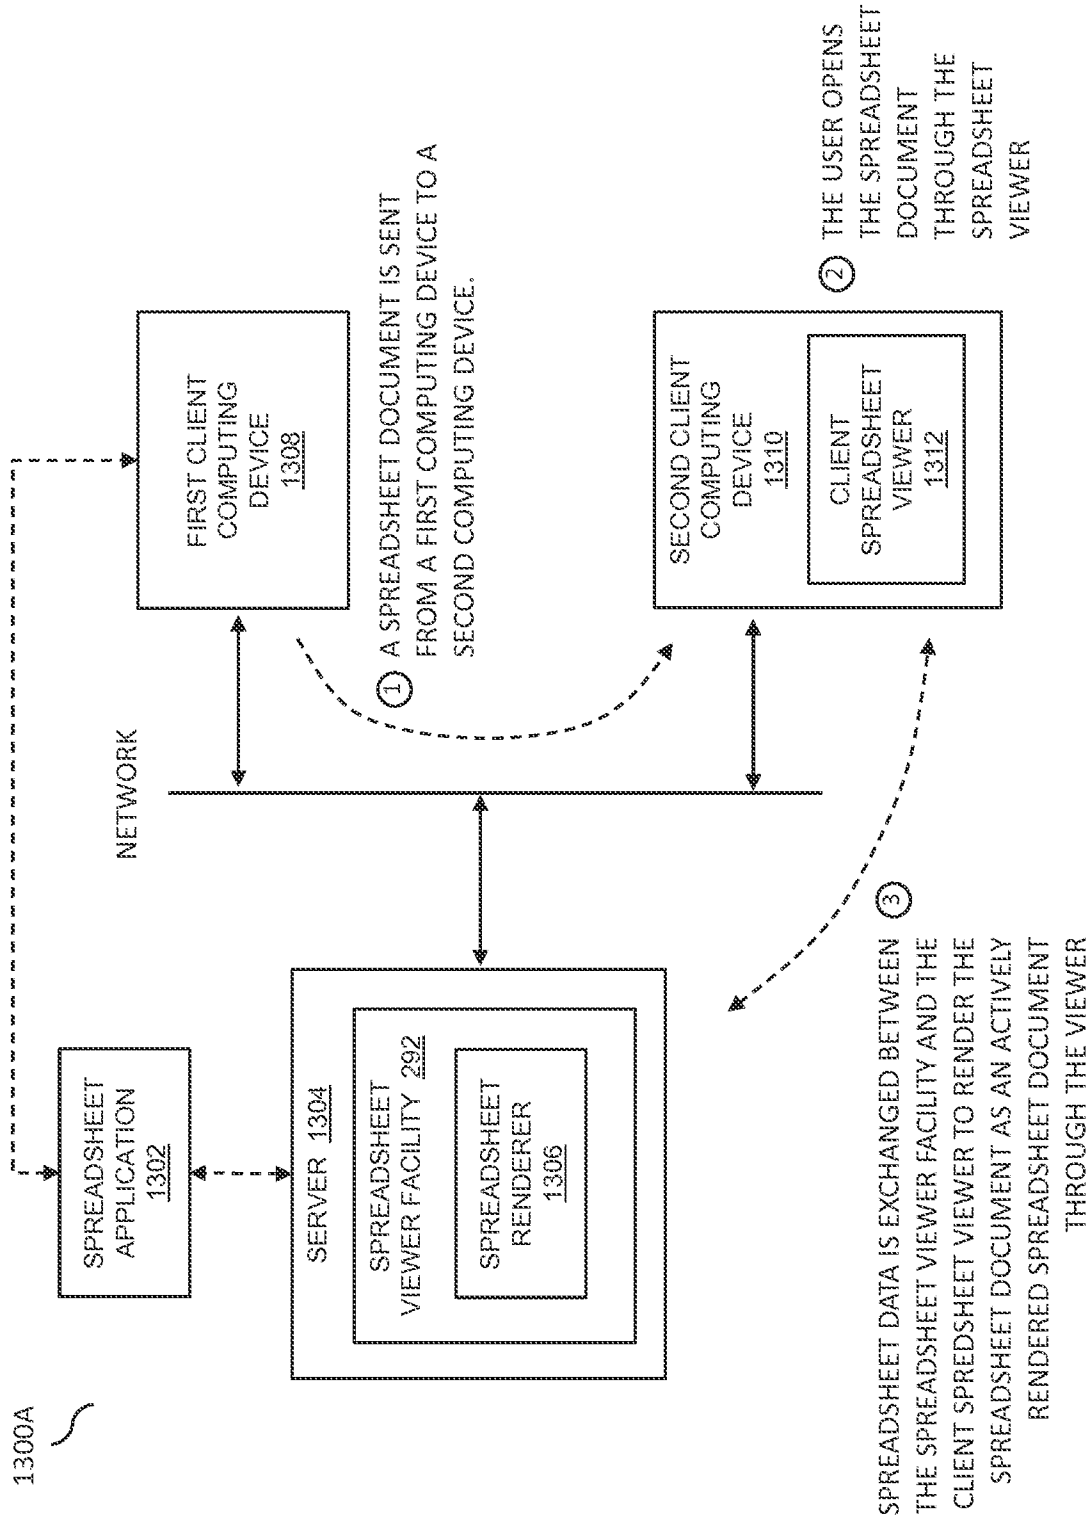 1300A
SPREADSHEET
APPLICATION
1302
NETWORK
SERVER 1304
SPREADSHEET
VIEWER FACILITY 292
SPREADSHEET
RENDERER
1306
FIRST CLIENT
COMPUTING
DEVICE
1308
1 A SPREADSHEET DOCUMENT IS SENT
FROM A FIRST COMPUTING DEVICE TO A
SECOND COMPUTING DEVICE.
SECOND CLIENT
COMPUTING
DEVICE
1310
CLIENT
SPREADSHEET
VIEWER
1312
2 THE USER OPENS
THE SPREADSHEET
DOCUMENT
THROUGH THE
SPREADSHEET
VIEWER
SPREADSHEET DATA IS EXCHANGED BETWEEN 3
THE SPREADSHEET VIEWER FACILITY AND THE
CLIENT SPREDSHEET VIEWER TO RENDER THE
SPREADSHEET DOCUMENT AS AN ACTIVELY
RENDERED SPREADSHEET DOCUMENT
THROUGH THE VIEWER